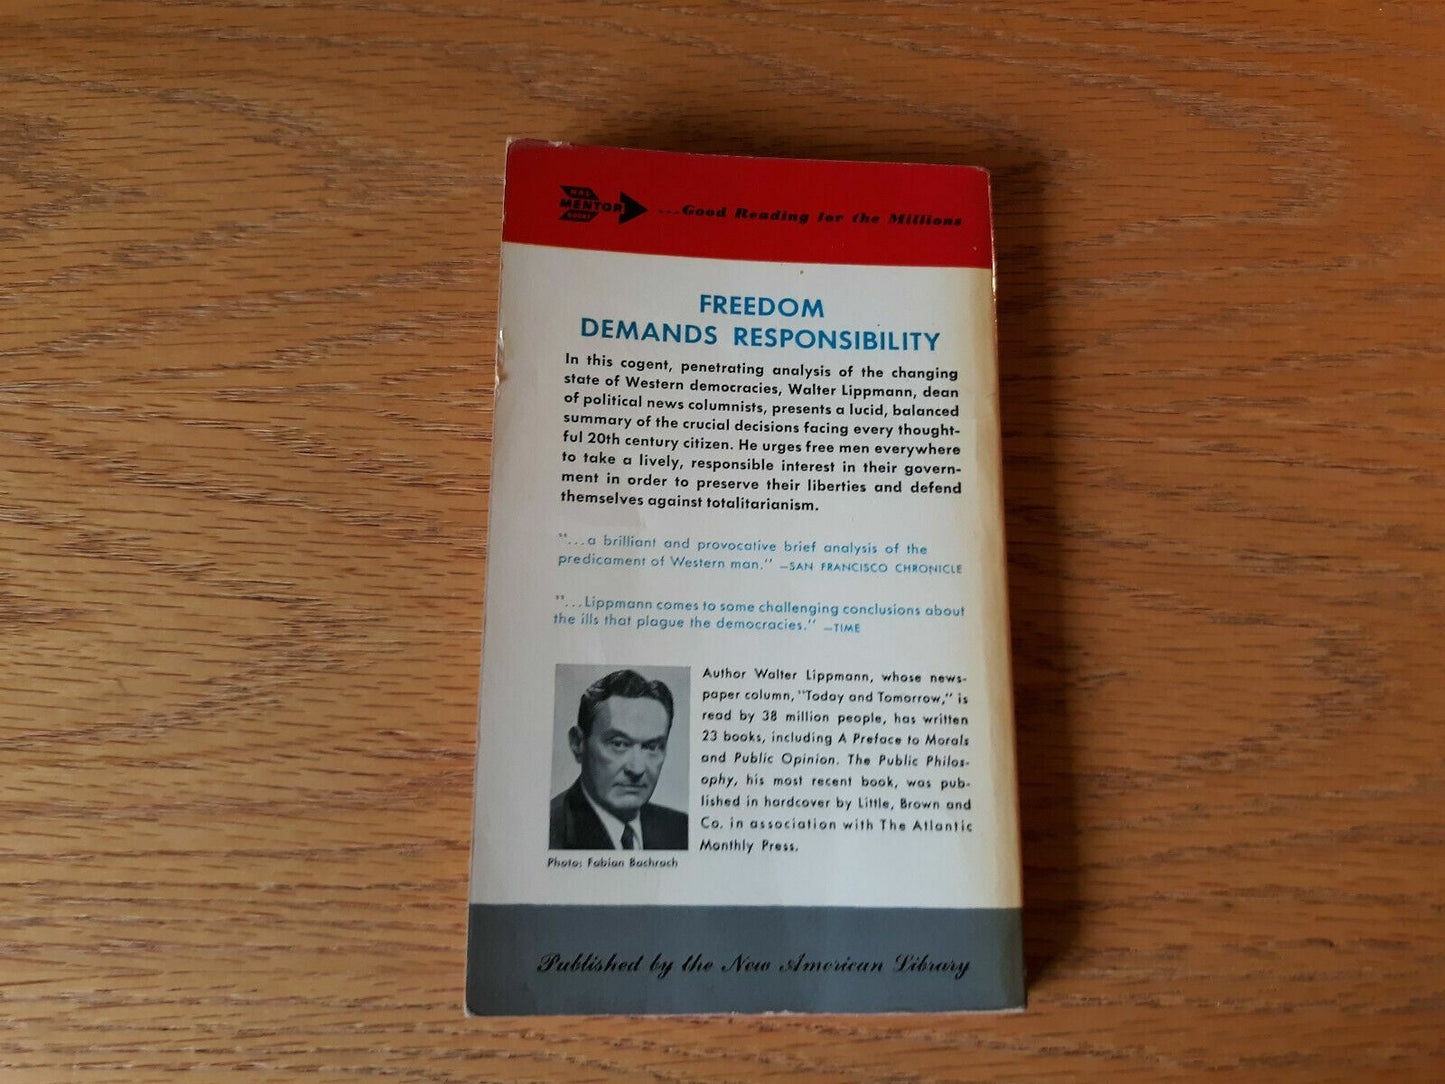 NAL
MENTOR
BOOKS
...Good Reading for the Millions
FREEDOM
DEMANDS RESPONSIBILITY
In this cogent, penetrating analysis of the changing
state of Western democracies, Walter Lippmann, dean
of political news columnists, presents a lucid, balanced
summary of the crucial decisions facing every thought-
ful 20th century citizen. He urges free men everywhere
to take a lively, responsible interest in their govern-
ment in order to preserve their liberties and defend
themselves against totalitarianism.
"...a brilliant and provocative brief analysis of the
predicament of Western man." —SAN FRANCISCO CHRONICLE
"...Lippmann comes to some challenging conclusions about
the ills that plague the democracies." —TIME
Author Walter Lippmann, whose news-
paper column, "Today and Tomorrow," is
read by 38 million people, has written
23 books, including A Preface to Morals
and Public Opinion. The Public Philos-
ophy, his most recent book, was pub-
lished in hardcover by Little, Brown and
Co. in association with The Atlantic
Monthly Press.
Photo: Fabian Bachrach
Published by the New American Library